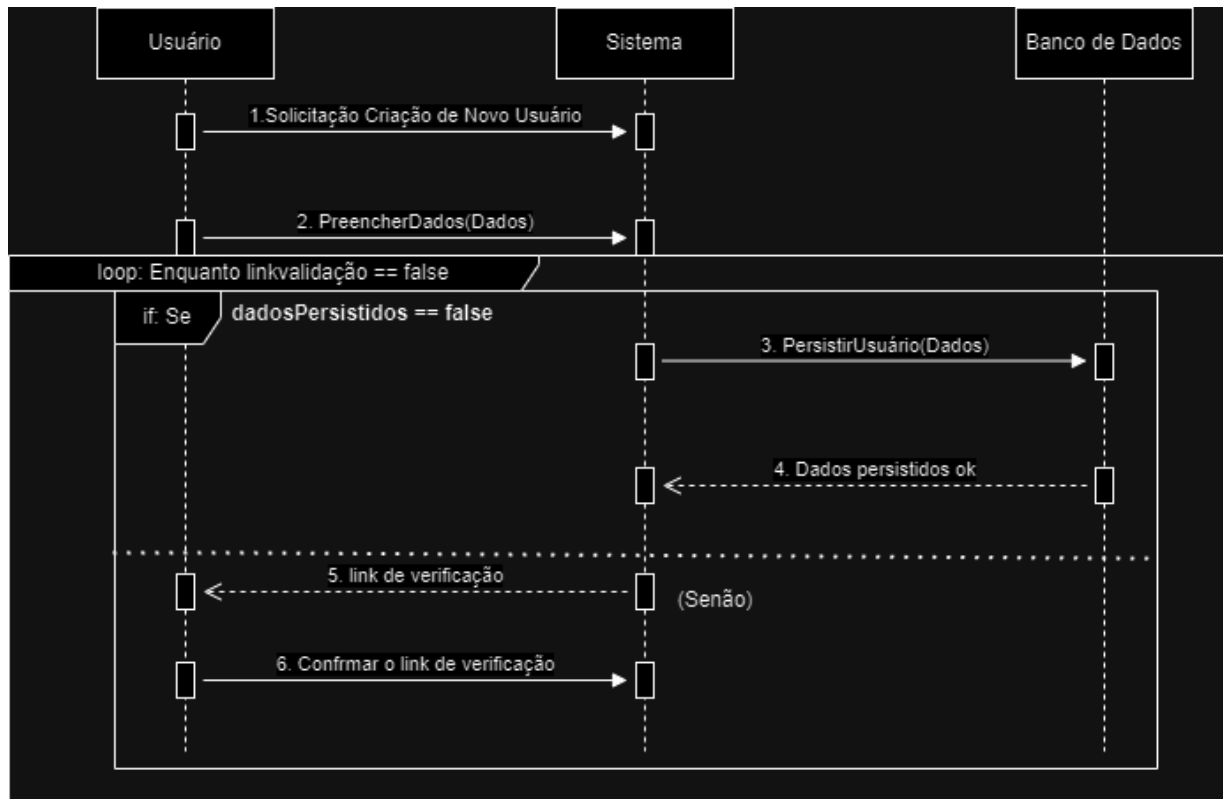 Usuário
Sistema
Banco de Dados
1.Solicitação Criação de Novo Usuário
2. PreencherDados(Dados)
loop: Enquanto linkvalidação == false
if: Se
dadosPersistidos == false
3. PersistirUsuário(Dados)
4. Dados persistidos ok
5. link de verificação
(Senão)
6. Confrmar o link de verificação